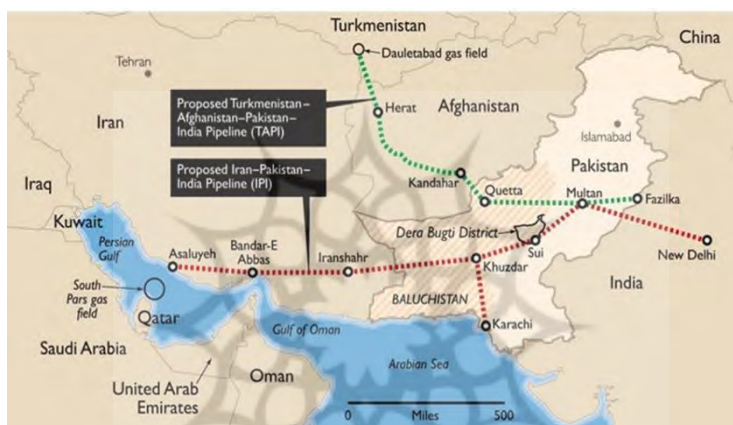 Turkmenistan
China
Dauletabad gas field
Tehran
Proposed Turkmenistan–
Afghanistan–Pakistan–
India Pipeline (TAPI)
Herat
Afghanistan
Iran
Islamabad
Proposed Iran–Pakistan–
India Pipeline (IPI)
Pakistan
Iraq
Kandahar
Quetta
Multan
Fazilka
Kuwait
Persian
Gulf
Asaluyeh
Bandar-E
Abbas
Iranshahr
Dera Bugti District
Sui
Khuzdar
New Delhi
South
Pars gas
field
Qatar
BALUCHISTAN
India
Gulf of Oman
Karachi
Saudi Arabia
Arabian Sea
United Arab
Emirates
Oman
0 Miles 500